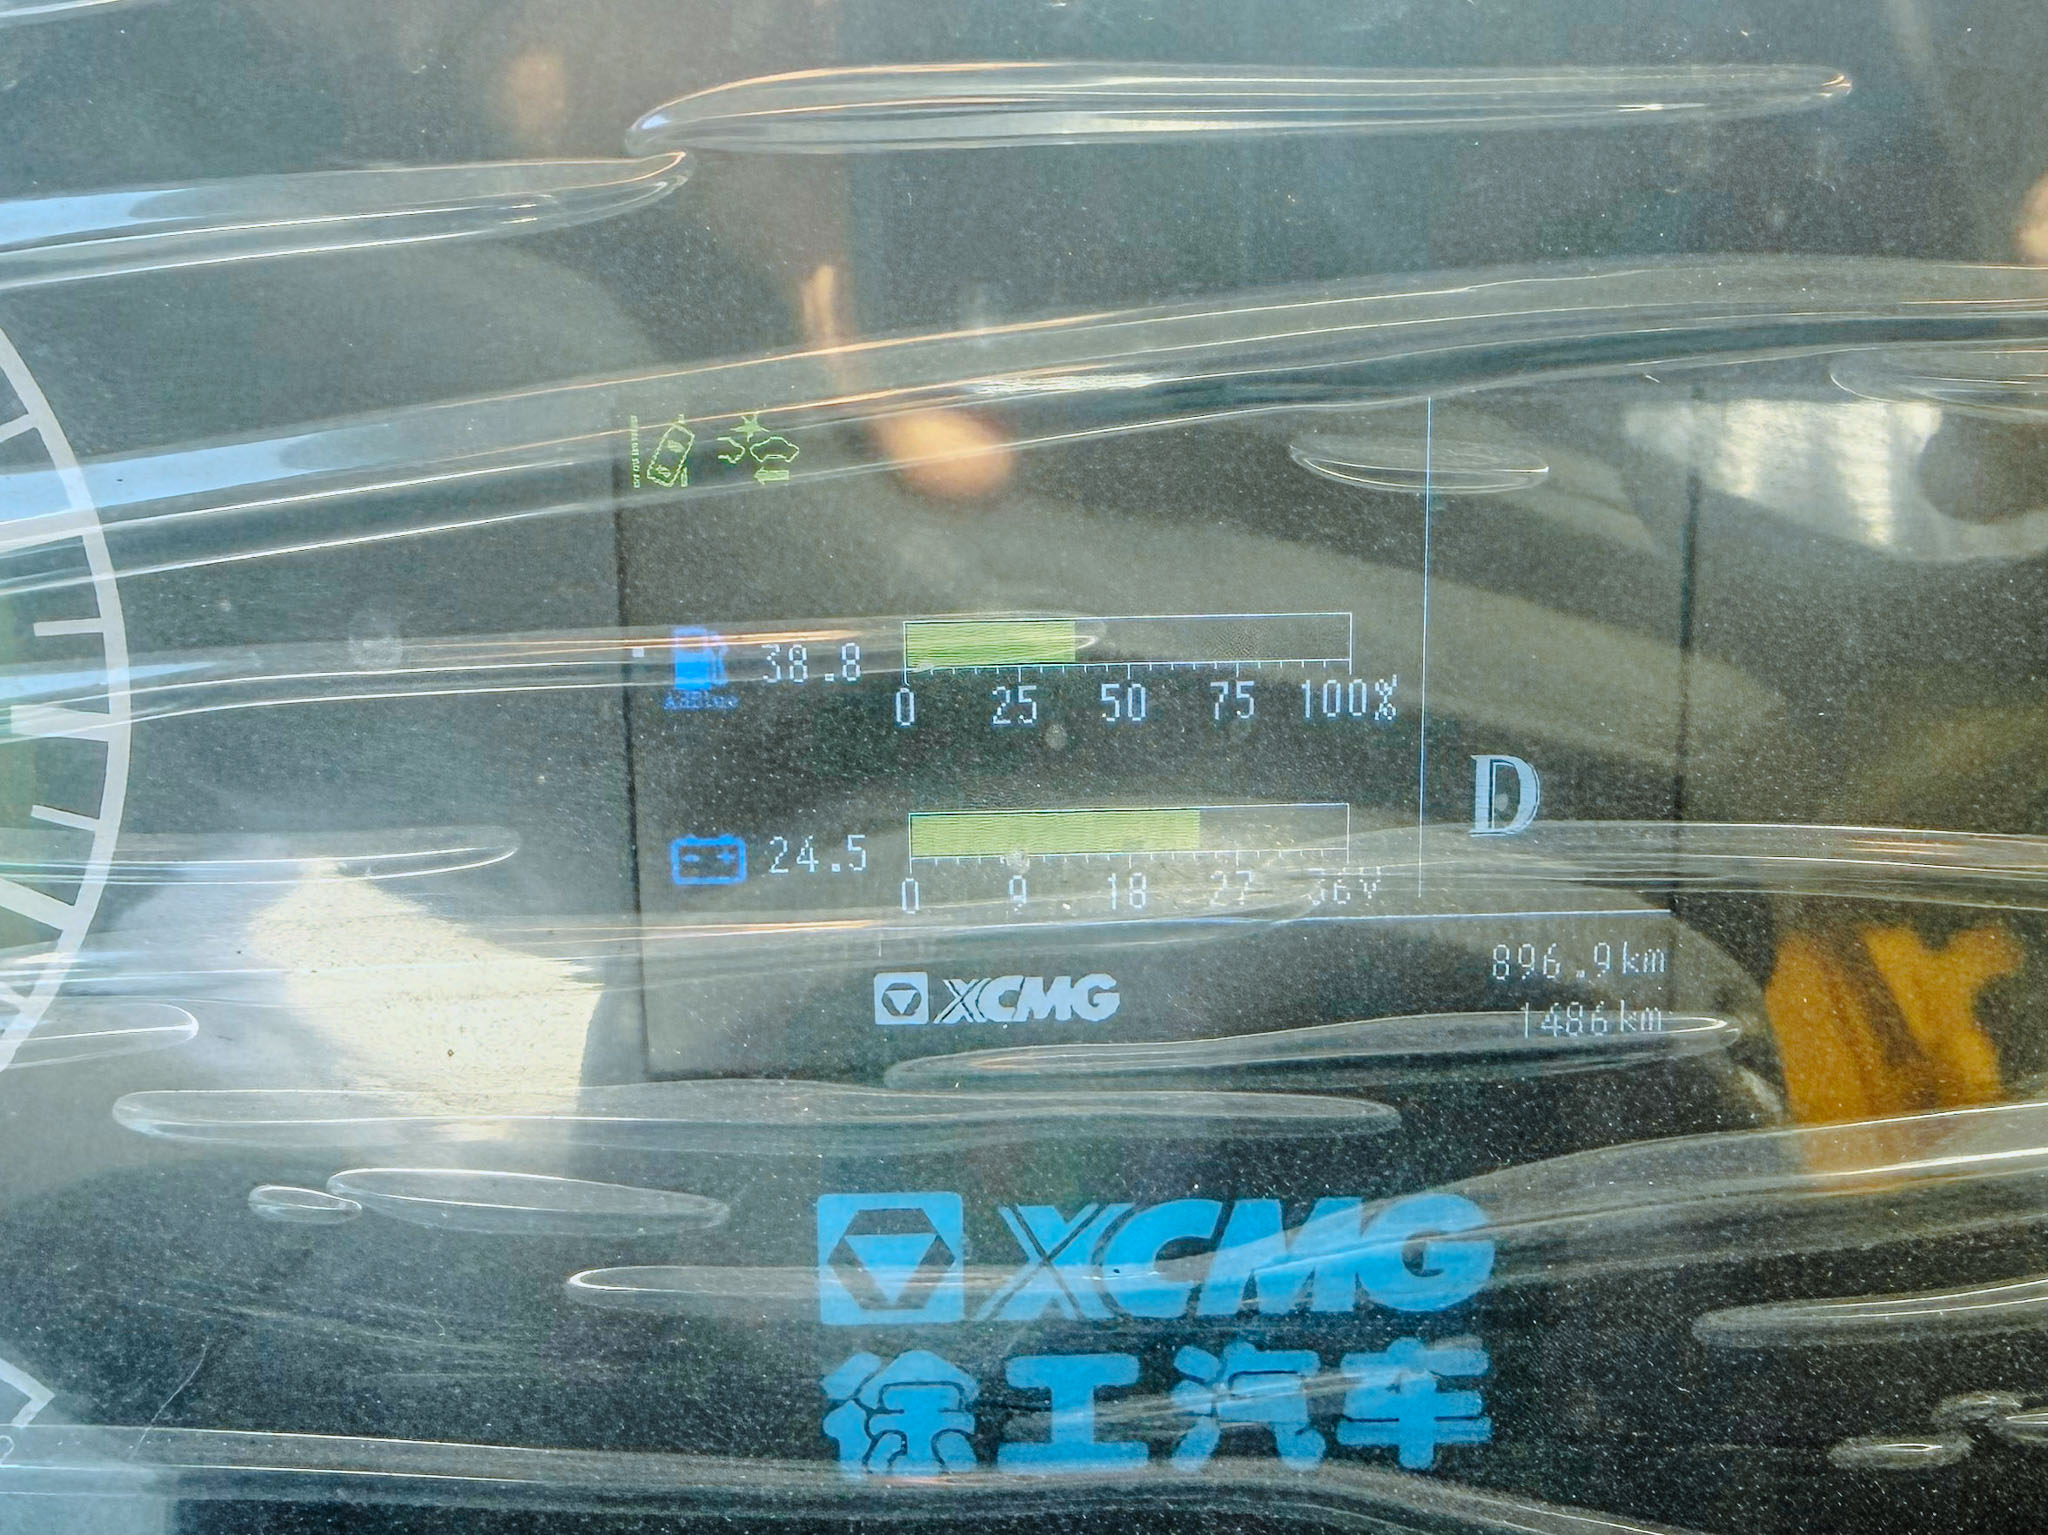 38.8
AdBlue
0 25 50 75 100%
D
24.5
0 9 18 27 36V
896.9km
XCMG
1486km
XCMG
徐工汽车